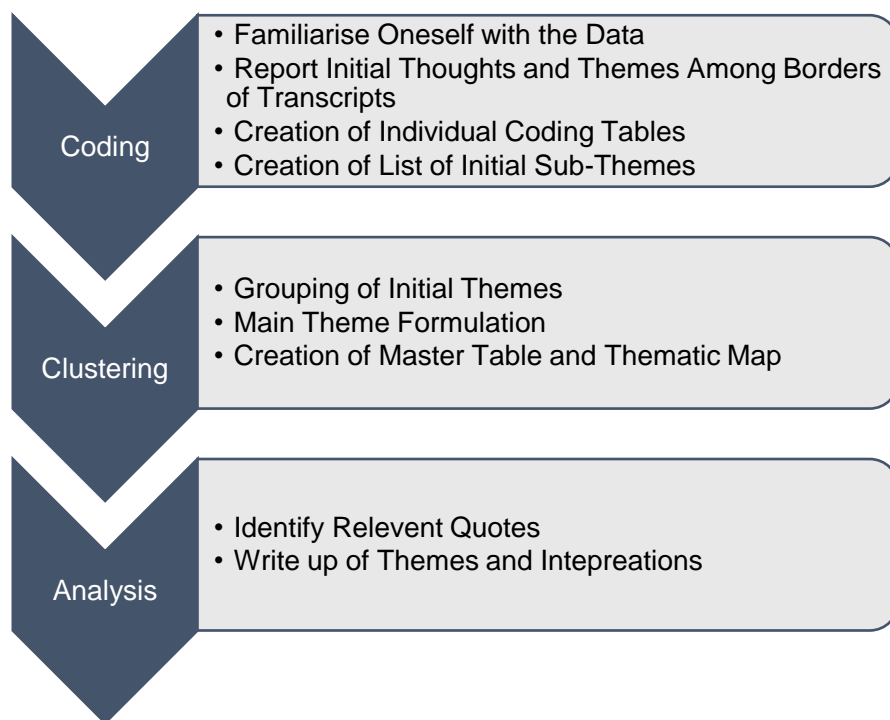 Coding
• Familiarise Oneself with the Data
• Report Initial Thoughts and Themes Among Borders
of Transcripts
• Creation of Individual Coding Tables
• Creation of List of Initial Sub-Themes
Clustering
• Grouping of Initial Themes
• Main Theme Formulation
• Creation of Master Table and Thematic Map
Analysis
• Identify Relevent Quotes
• Write up of Themes and Intepreations